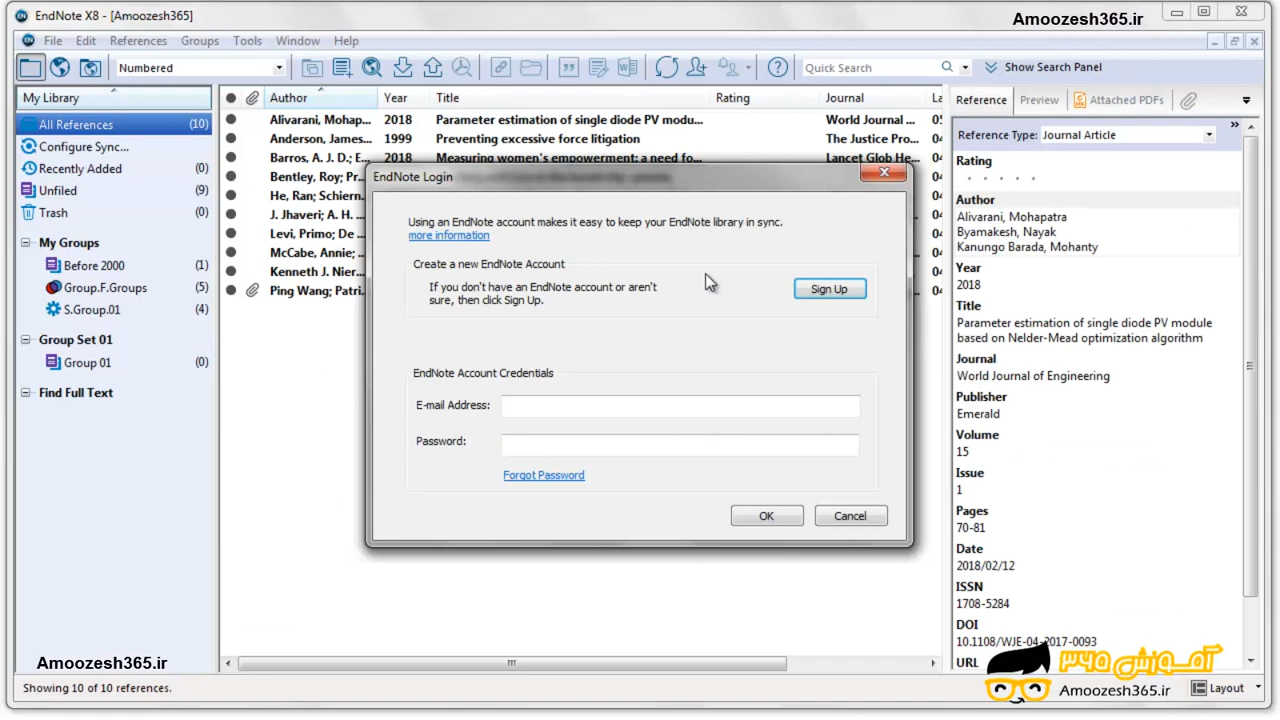 EndNote X8 - [Amoozesh365]
Amoozesh365.ir
File Edit References Groups Tools Window Help
Numbered
Quick Search
Show Search Panel
My Library
All References (10)
Configure Sync...
Recently Added (0)
Unfiled (9)
Trash (0)
My Groups
Before 2000 (1)
Group.F.Groups (5)
S.Group.01 (4)
Group Set 01
Group 01 (0)
Find Full Text
Author Year Title Rating Journal La
Alivarani, Mohap... 2018 Parameter estimation of single diode PV modu... World Journal ... 05
Anderson, James... 1999 Preventing excessive force litigation The Justice Pro... 04
Barros, A. J. D.; E... 2018 Measuring women's empowerment: a need fo... Lancet Glob He... 04
Bentley, Roy; Pr...
He, Ran; Schiern...
J. Jhaveri; A. H. ...
Levi, Primo; De ...
McCabe, Annie; ...
Kenneth J. Nier...
Ping Wang; Patri...
EndNote Login
Using an EndNote account makes it easy to keep your EndNote library in sync.
more information
Create a new EndNote Account
If you don't have an EndNote account or aren't
sure, then click Sign Up.
Sign Up
EndNote Account Credentials
E-mail Address:
Password:
Forgot Password
OK Cancel
Reference Preview Attached PDFs
Reference Type: Journal Article
Rating
Author
Alivarani, Mohapatra
Byamakesh, Nayak
Kanungo Barada, Mohanty
Year
2018
Title
Parameter estimation of single diode PV module
based on Nelder-Mead optimization algorithm
Journal
World Journal of Engineering
Publisher
Emerald
Volume
15
Issue
1
Pages
70-81
Date
2018/02/12
ISSN
1708-5284
DOI
10.1108/WJE-04-2017-0093
URL
آموزش ۳۶۵
Amoozesh365.ir
Amoozesh365.ir
Showing 10 of 10 references.
Layout